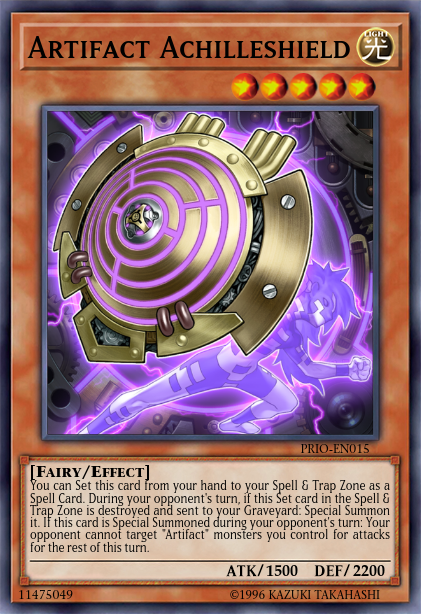 Artifact Achilleshield
LIGHT
光
PRIO-EN015
[Fairy/Effect]
You can Set this card from your hand to your Spell & Trap Zone as a
Spell Card. During your opponent's turn, if this Set card in the Spell &
Trap Zone is destroyed and sent to your Graveyard: Special Summon
it. If this card is Special Summoned during your opponent's turn: Your
opponent cannot target "Artifact" monsters you control for attacks
for the rest of this turn.
ATK/1500 DEF/2200
11475049 ©1996 KAZUKI TAKAHASHI